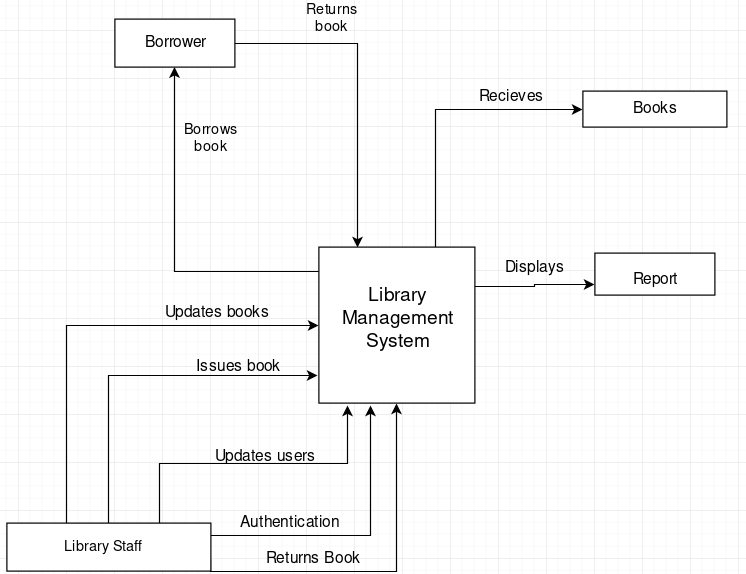 Returns
book
Borrower
Recieves
Books
Borrows
book
Displays
Report
Library
Management
System
Updates books
Issues book
Updates users
Authentication
Library Staff
Returns Book